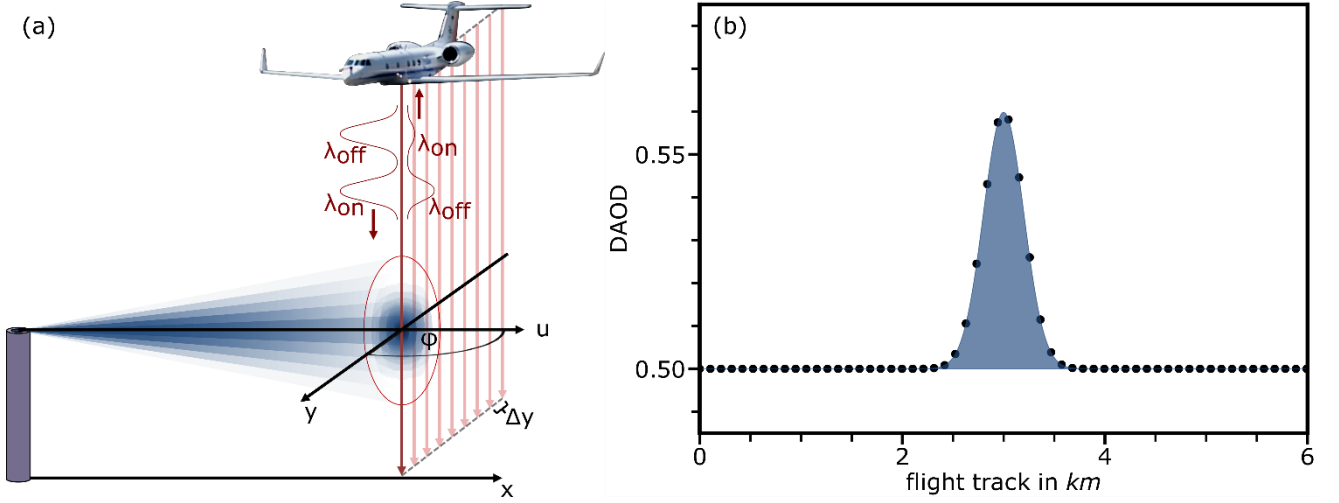 (a)
λoff
λon
λon
λoff
u
φ
y
Δy
x
(b)
0.55
0.50
DAOD
0
2
4
6
flight track in km